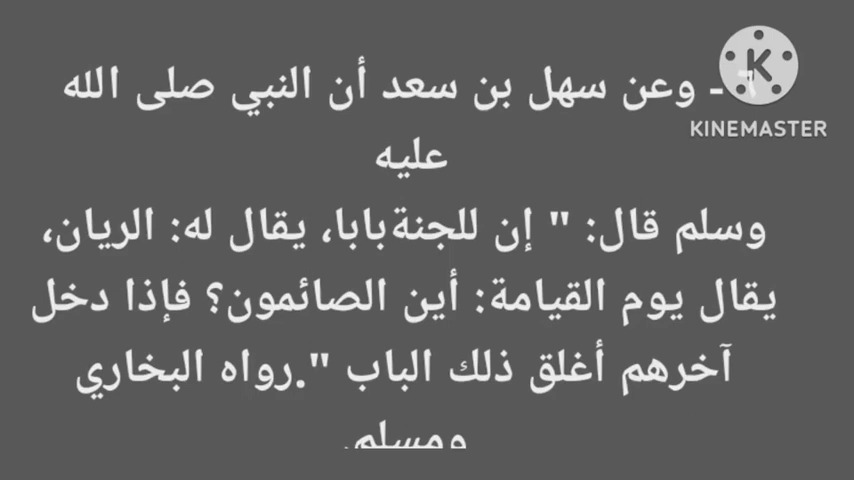 ٦ - وعن سهل بن سعد أن النبي صلى الله
عليه
وسلم قال: " إن للجنة بابا، يقال له: الريان،
يقال يوم القيامة: أين الصائمون؟ فإذا دخل
آخرهم أغلق ذلك الباب ".رواه البخاري
ومسلم.
KINEMASTER